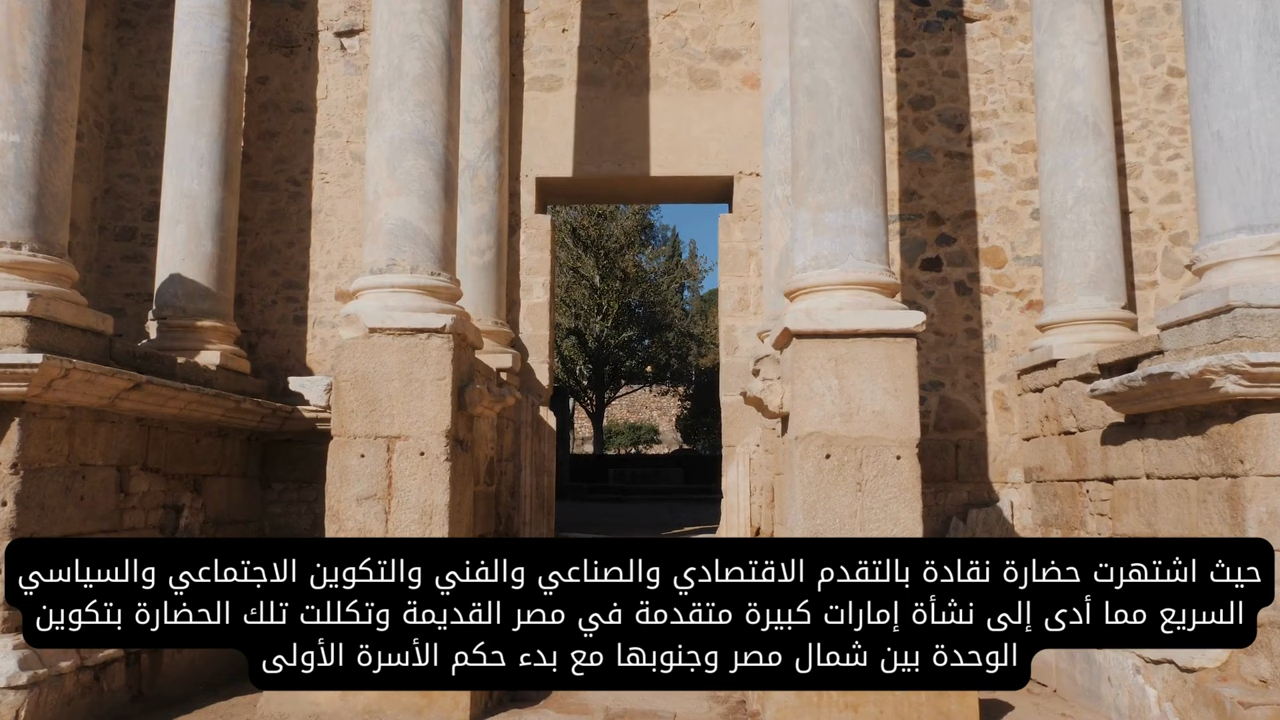 حيث اشتهرت حضارة نقادة بالتقدم الاقتصادي والصناعي والفني والتكوين الاجتماعي والسياسي
السريع مما أدى إلى نشأة إمارات كبيرة متقدمة في مصر القديمة وتكللت تلك الحضارة بتكوين
الوحدة بين شمال مصر وجنوبها مع بدء حكم الأسرة الأولى